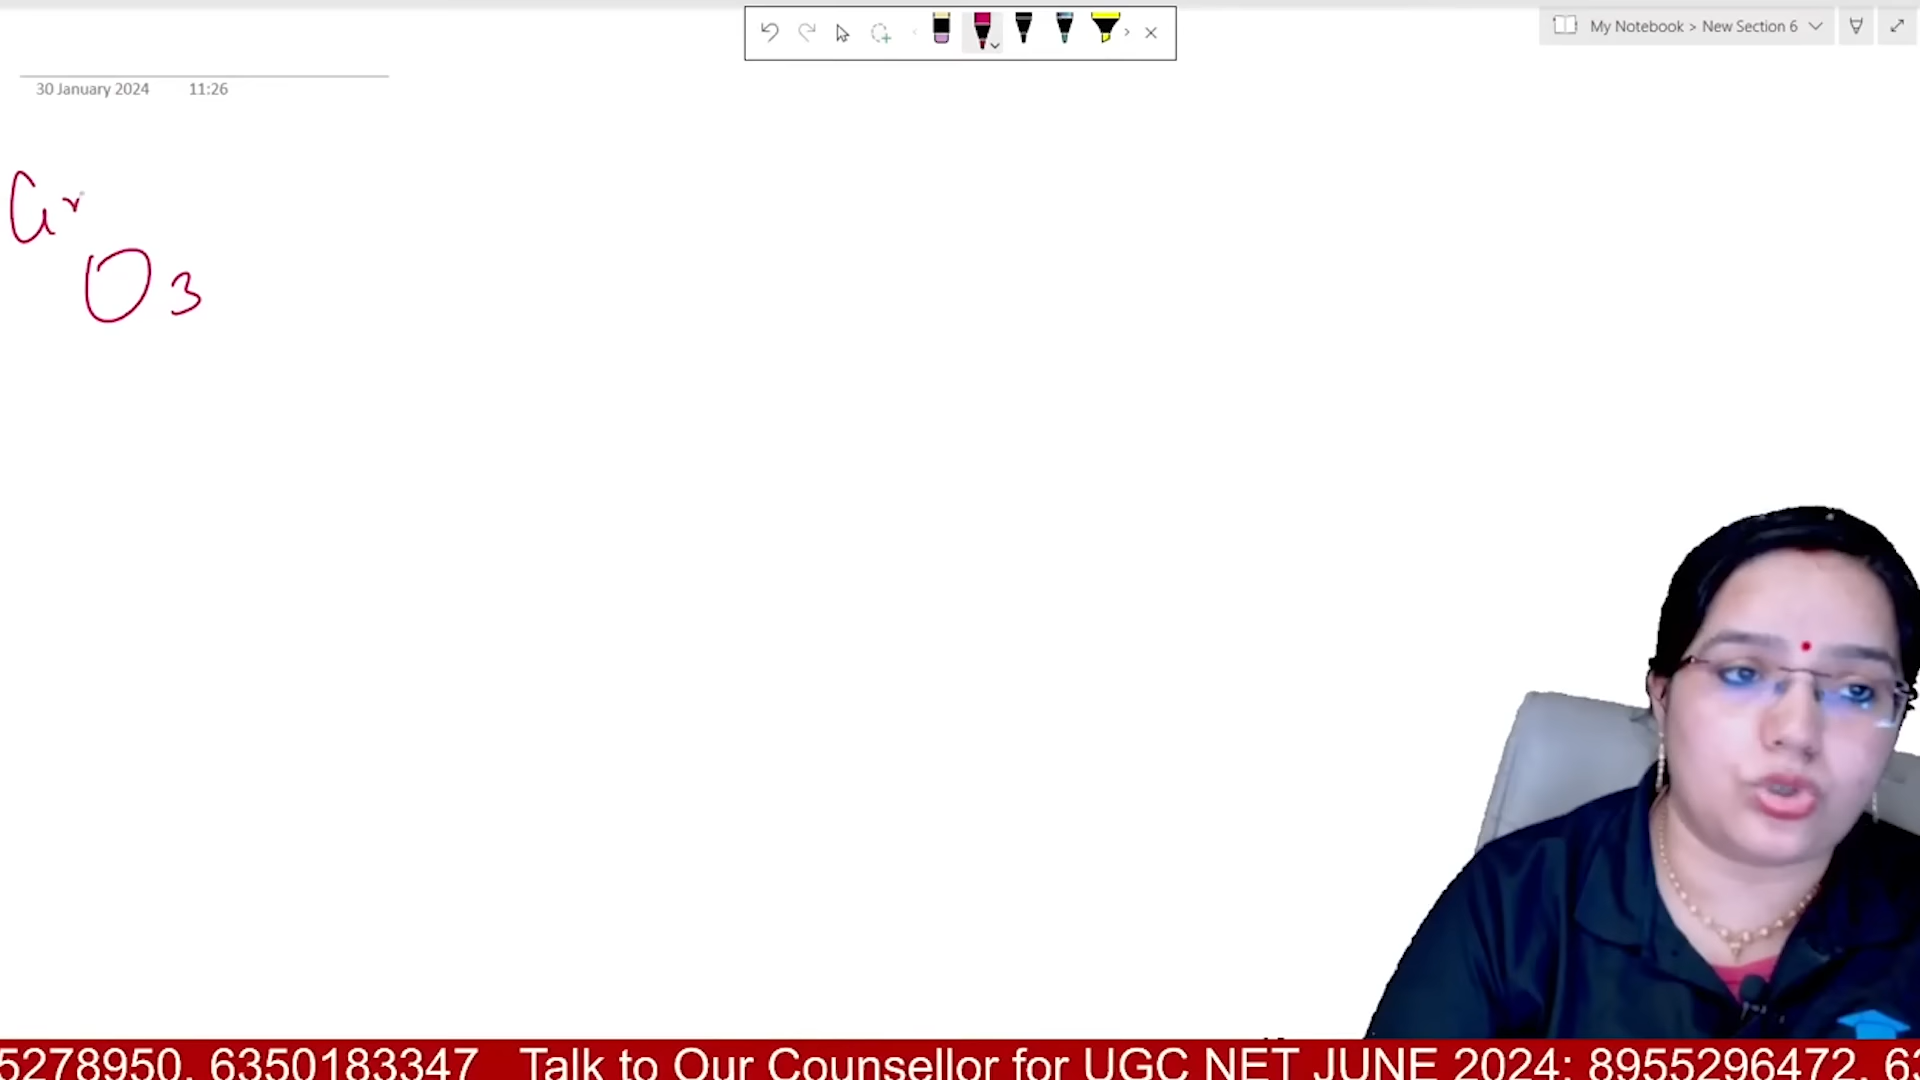 My Notebook > New Section 6
30 January 2024 11:26
Gr
O3
5278950, 6350183347 Talk to Our Counsellor for UGC NET JUNE 2024: 8955296472, 63